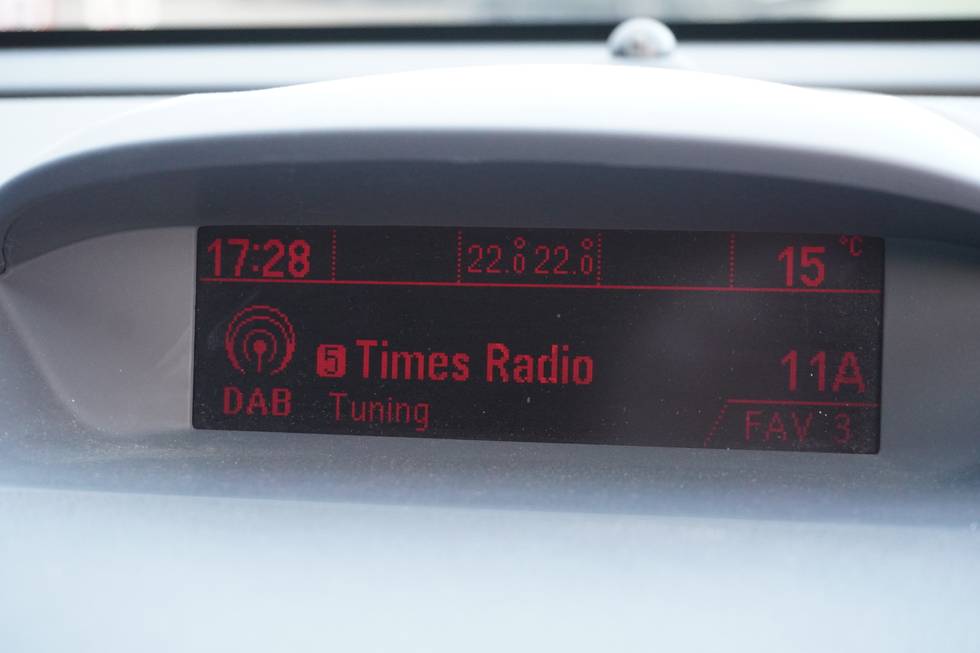 17:28 22.0° 22.0° 15 °C
5 Times Radio 11A
DAB Tuning FAV 3